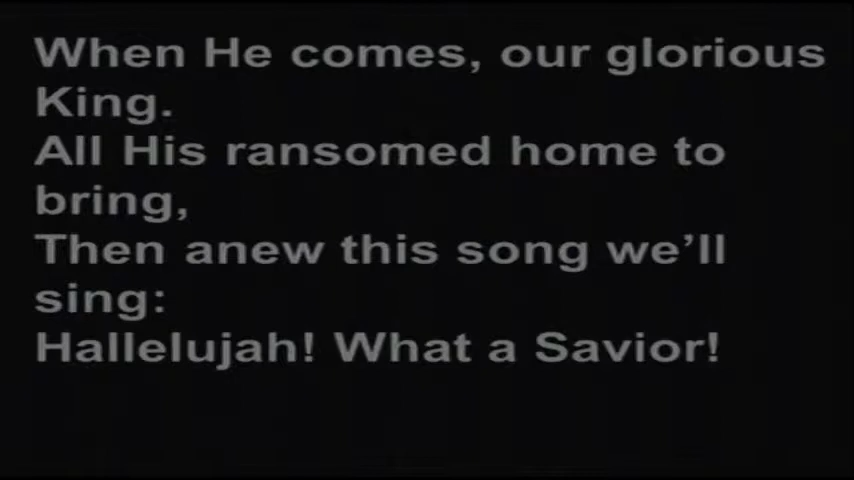 When He comes, our glorious
King.
All His ransomed home to
bring,
Then anew this song we’ll
sing:
Hallelujah! What a Savior!